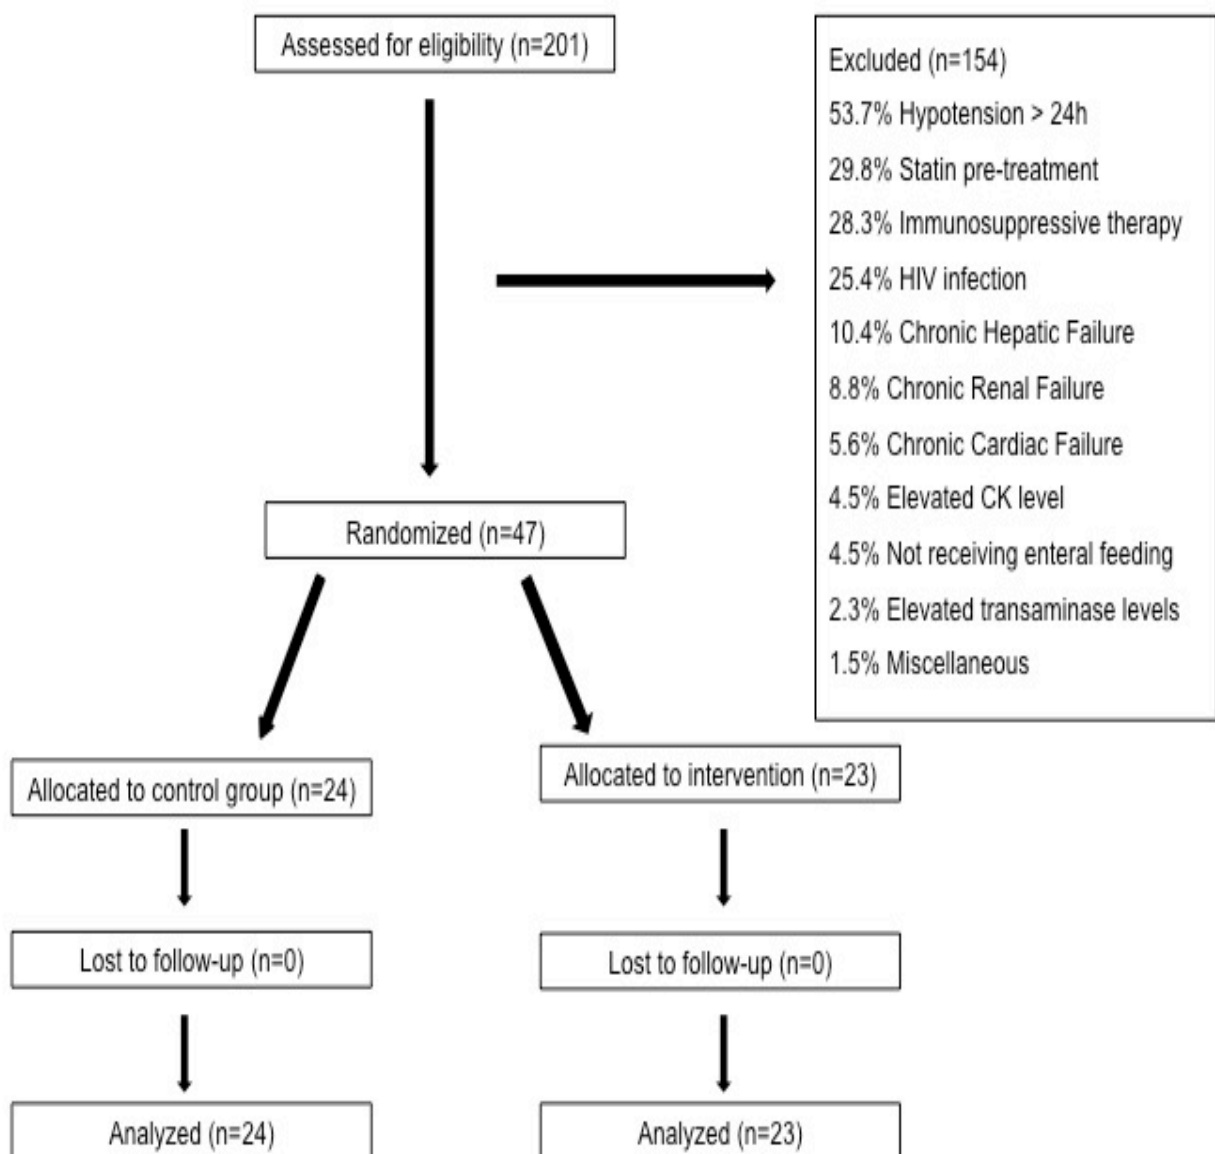 Assessed for eligibility (n=201)
Excluded (n=154)
53.7% Hypotension > 24h
29.8% Statin pre-treatment
28.3% Immunosuppressive therapy
25.4% HIV infection
10.4% Chronic Hepatic Failure
8.8% Chronic Renal Failure
5.6% Chronic Cardiac Failure
4.5% Elevated CK level
4.5% Not receiving enteral feeding
2.3% Elevated transaminase levels
1.5% Miscellaneous
Randomized (n=47)
Allocated to control group (n=24)
Allocated to intervention (n=23)
Lost to follow-up (n=0)
Lost to follow-up (n=0)
Analyzed (n=24)
Analyzed (n=23)